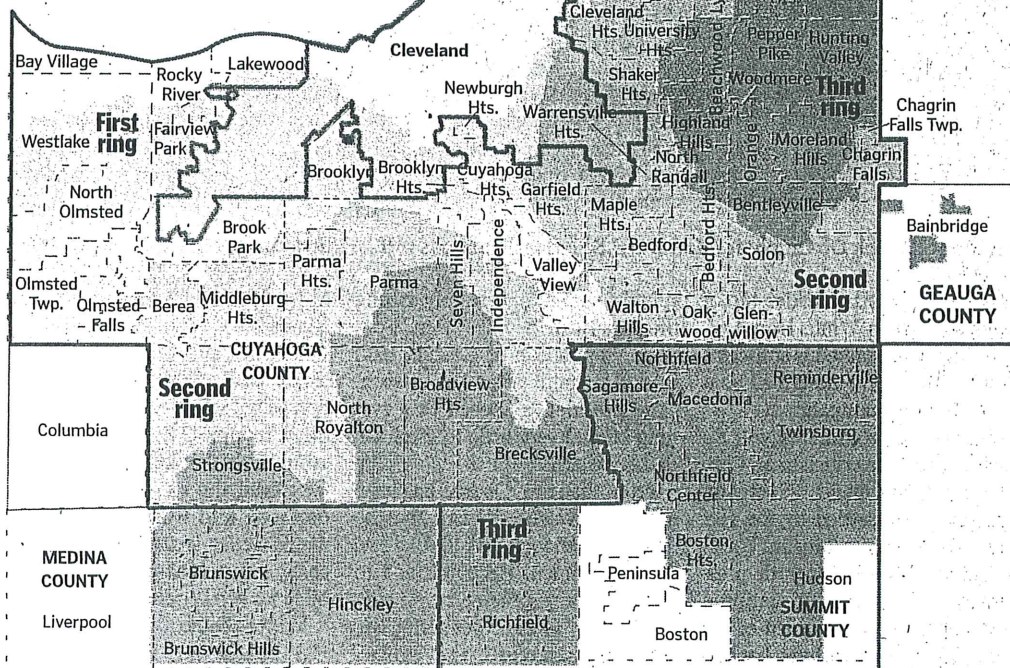 Cleveland
Hts.
University
Hts.
Beachwood
Pepper
Pike
Hunting
Valley
Cleveland
Bay Village
Rocky
River
Lakewood
Shaker
Hts.
Woodmere
Third
ring
Newburgh
Hts.
Warrensville
Hts.
Chagrin
Falls Twp.
Westlake
First
ring
Fairview
Park
Highland
Hills
Orange
Moreland
Hills
Chagrin
Falls
North
Randall
Brooklyn
Brooklyn
Hts.
Cuyahoga
Hts.
Garfield
Hts.
North
Olmsted
Maple
Hts.
Bentleyville
Bainbridge
Brook
Park
Bedford
Bedford Hts.
Solon
Parma
Hts.
Parma
Seven Hills
Independence
Valley
View
Second
ring
GEAUGA
COUNTY
Olmsted
Twp.
Olmsted
Falls
Berea
Middleburg
Hts.
Walton
Hills
Oak-
wood
Glen-
willow
CUYAHOGA
COUNTY
Northfield
Second
ring
Broadview
Hts.
Sagamore
Hills
Macedonia
Reminderville
Columbia
North
Royalton
Twinsburg
Strongsville
Brecksville
Northfield
Center
Third
ring
MEDINA
COUNTY
Boston
Hts.
Brunswick
Peninsula
Hudson
Hinckley
SUMMIT
COUNTY
Liverpool
Richfield
Boston
Brunswick Hills